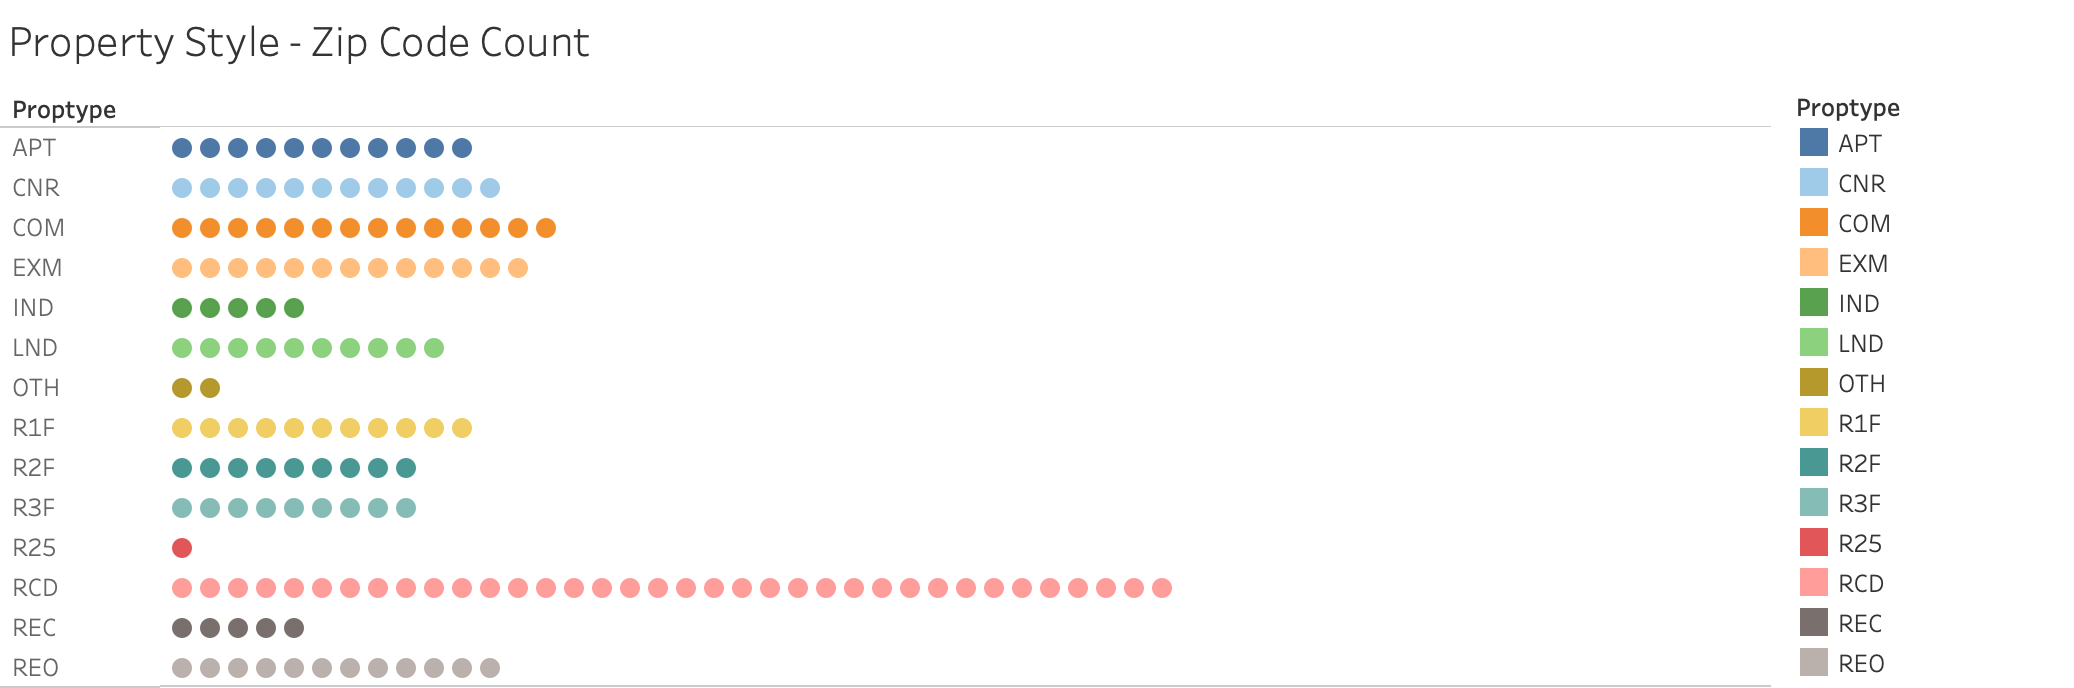 Property Style - Zip Code Count
Proptype
APT
CNR
COM
EXM
IND
LND
OTH
R1F
R2F
R3F
R25
RCD
REC
REO
Proptype
APT
CNR
COM
EXM
IND
LND
OTH
R1F
R2F
R3F
R25
RCD
REC
REO